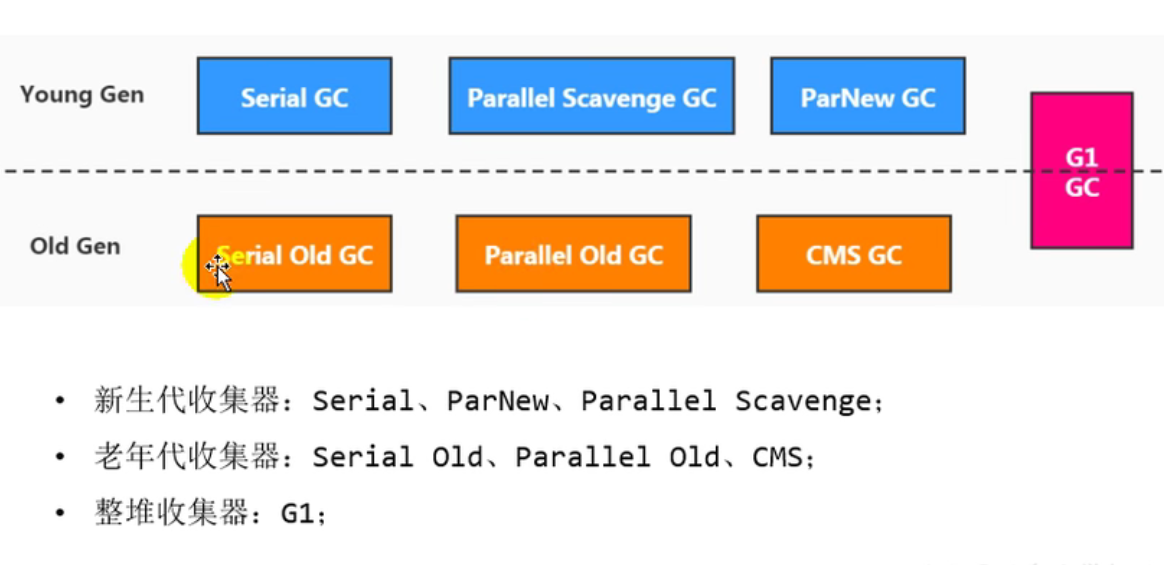 Young Gen
Serial GC
Parallel Scavenge GC
ParNew GC
G1
GC
Old Gen
Serial Old GC
Parallel Old GC
CMS GC
• 新生代收集器：Serial、ParNew、Parallel Scavenge；
• 老年代收集器：Serial Old、Parallel Old、CMS；
• 整堆收集器：G1；